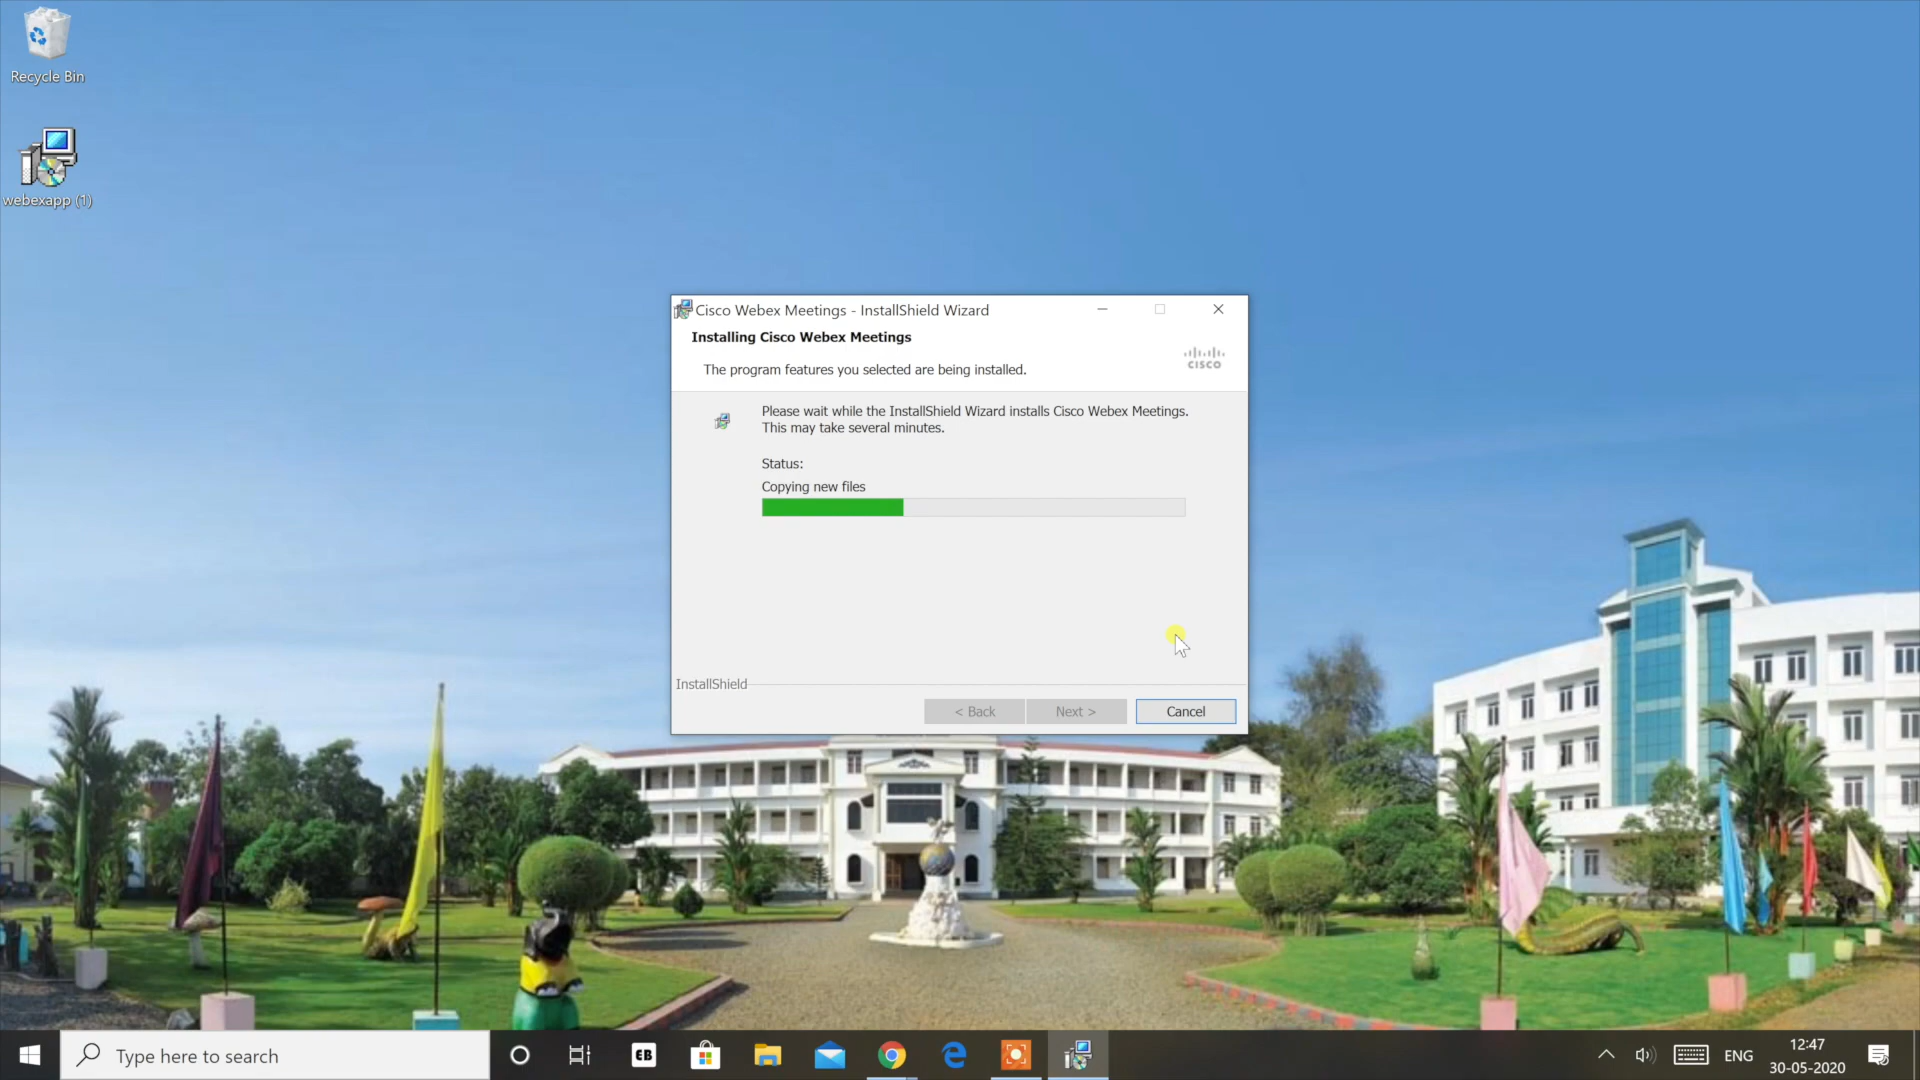 Recycle Bin
webexapp (1)
Cisco Webex Meetings - InstallShield Wizard
Installing Cisco Webex Meetings
The program features you selected are being installed.
CISCO
Please wait while the InstallShield Wizard installs Cisco Webex Meetings.
This may take several minutes.
Status:
Copying new files
InstallShield
< Back
Next >
Cancel
Type here to search
EB
ENG
12:47
30-05-2020